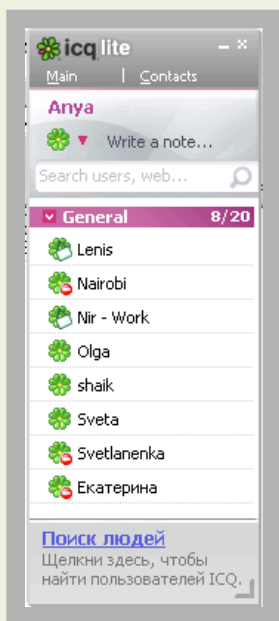 icq lite
Main | Contacts
Anya
Write a note...
Search users, web...
General 8/20
Lenis
Nairobi
Nir - Work
Olga
shaik
Sveta
Svetlanenka
Екатерина
Поиск людей
Щелкни здесь, чтобы
найти пользователей ICQ.